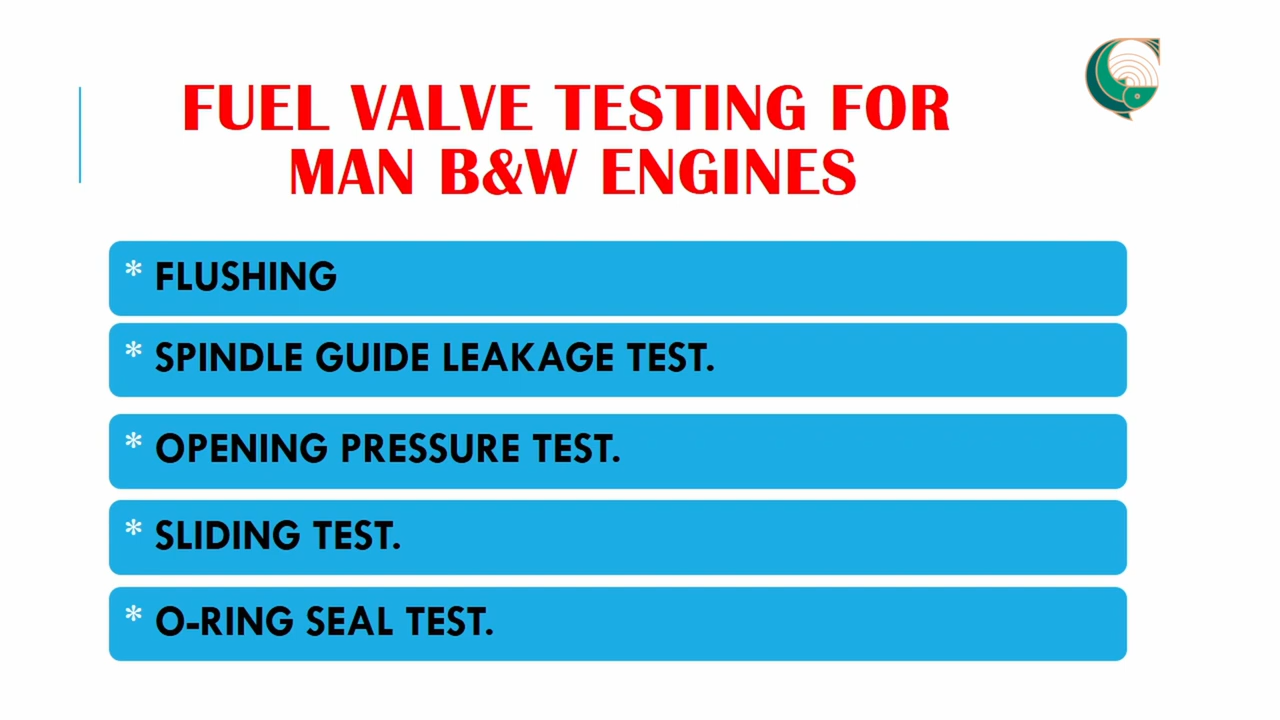 FUEL VALVE TESTING FOR
MAN B&W ENGINES
* FLUSHING
* SPINDLE GUIDE LEAKAGE TEST.
* OPENING PRESSURE TEST.
* SLIDING TEST.
* O-RING SEAL TEST.